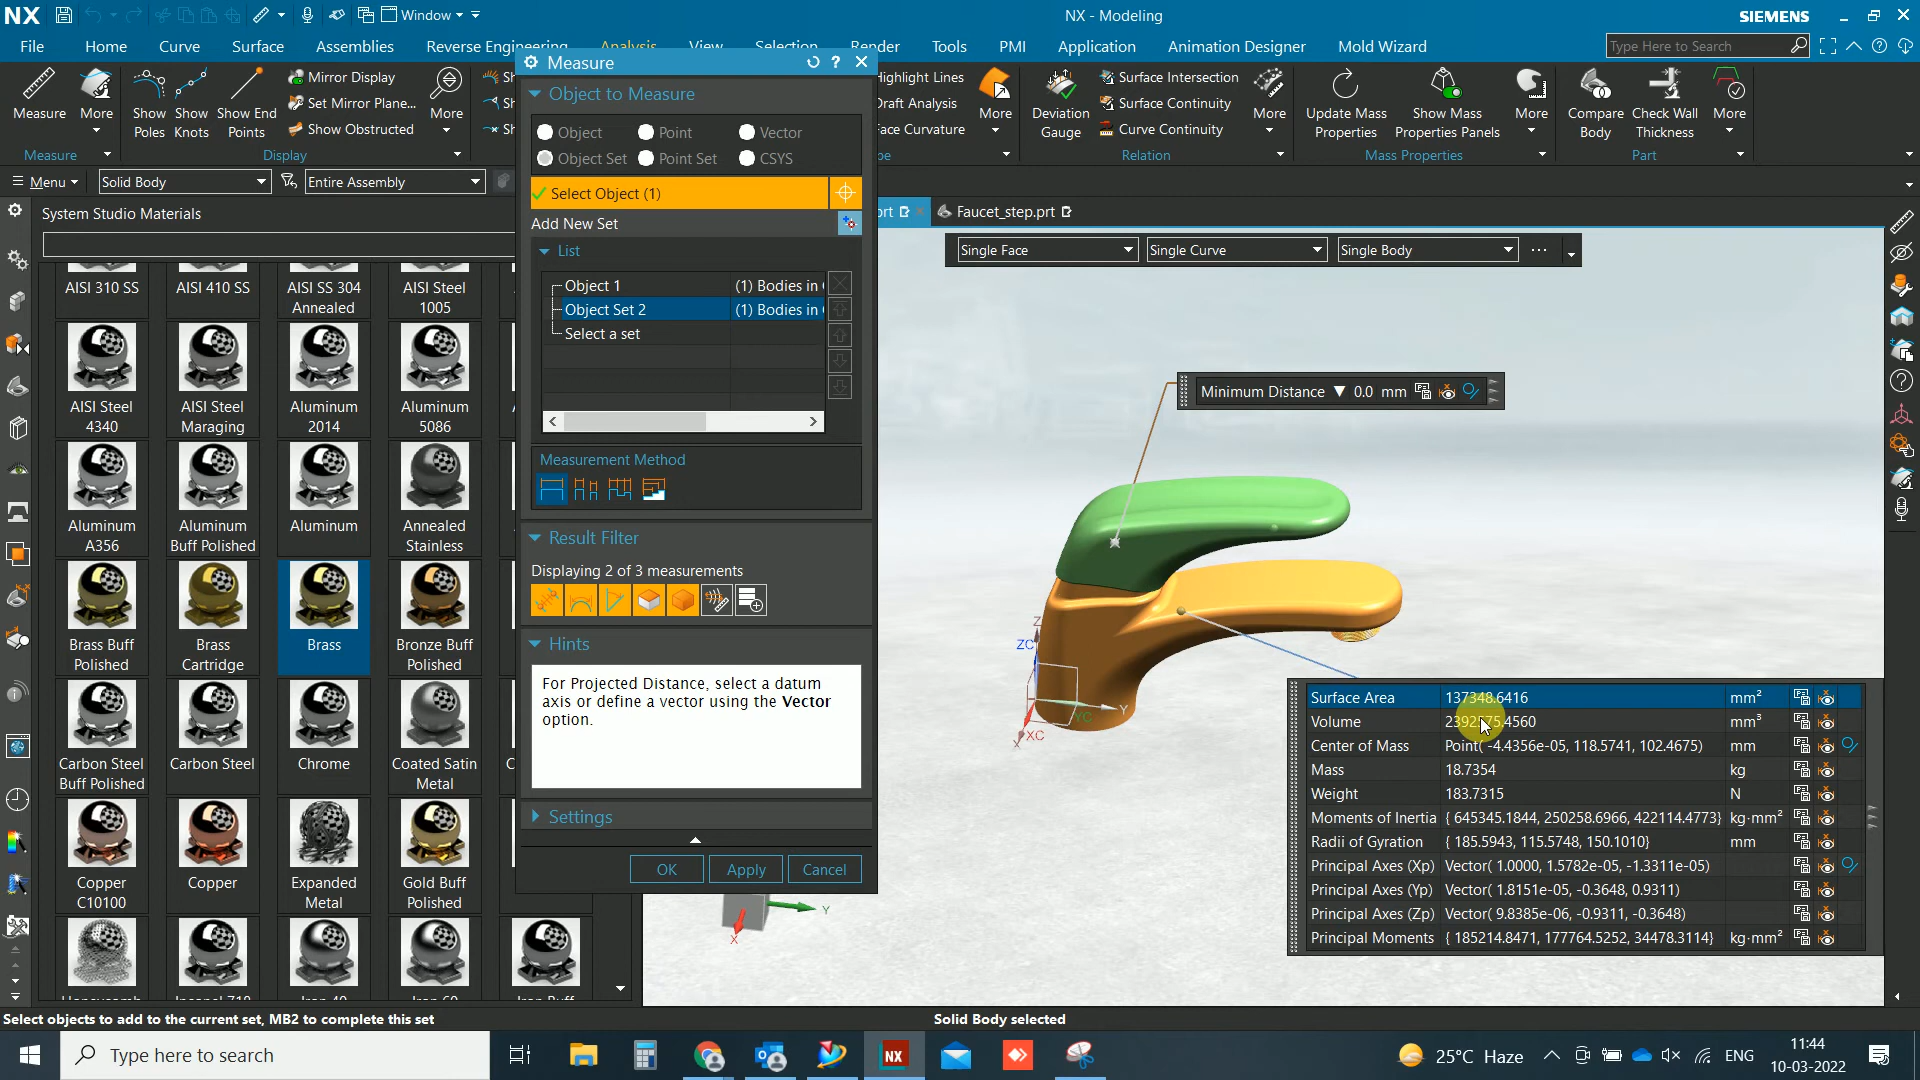 NX Window NX - Modeling SIEMENS
File Home Curve Surface Assemblies Reverse Engineering Analysis View Selection Render Tools PMI Application Animation Designer Mold Wizard Type Here to Search
Measure
Object to Measure
Object Point Vector
Object Set Point Set CSYS
Select Object (1)
Add New Set
List
Object 1 (1) Bodies in
Object Set 2 (1) Bodies in
Select a set
Measurement Method
Result Filter
Displaying 2 of 3 measurements
Hints
For Projected Distance, select a datum
axis or define a vector using the Vector
option.
Settings
OK Apply Cancel
Measure More Show Poles Show Knots Show End Points
Mirror Display
Set Mirror Plane...
Show Obstructed
More
Highlight Lines
Draft Analysis
Face Curvature
More
Deviation Gauge
Surface Intersection
Surface Continuity
Curve Continuity
More
Update Mass Properties
Show Mass Properties Panels
More
Compare Body
Check Wall Thickness
More
Measure Display Relation Mass Properties Part
Menu Solid Body Entire Assembly
System Studio Materials
prt Faucet_step.prt
Single Face Single Curve Single Body
AISI 310 SS
AISI 410 SS
AISI SS 304 Annealed
AISI Steel 1005
AISI Steel 4340
AISI Steel Maraging
Aluminum 2014
Aluminum 5086
Aluminum A356
Aluminum Buff Polished
Aluminum
Annealed Stainless
Brass Buff Polished
Brass Cartridge
Brass
Bronze Buff Polished
Carbon Steel Buff Polished
Carbon Steel
Chrome
Coated Satin Metal
Copper C10100
Copper
Expanded Metal
Gold Buff Polished
Minimum Distance 0.0 mm
Z
ZC
Y
YC
XC
X
Y
X
Surface Area 137348.6416 mm²
Volume mm³
Center of Mass Point( -4.4356e-05, 118.5741, 102.4675) mm
Mass 18.7354 kg
Weight 183.7315 N
Moments of Inertia { 645345.1844, 250258.6966, 422114.4773} kg·mm²
Radii of Gyration { 185.5943, 115.5748, 150.1010} mm
Principal Axes (Xp) Vector( 1.0000, 1.5782e-05, -1.3311e-05)
Principal Axes (Yp) Vector( 1.8151e-05, -0.3648, 0.9311)
Principal Axes (Zp) Vector( 9.8385e-06, -0.9311, -0.3648)
Principal Moments { 185214.8471, 177764.5252, 34478.3114} kg·mm²
Select objects to add to the current set, MB2 to complete this set Solid Body selected
Type here to search NX 25°C Haze ENG 11:44
10-03-2022